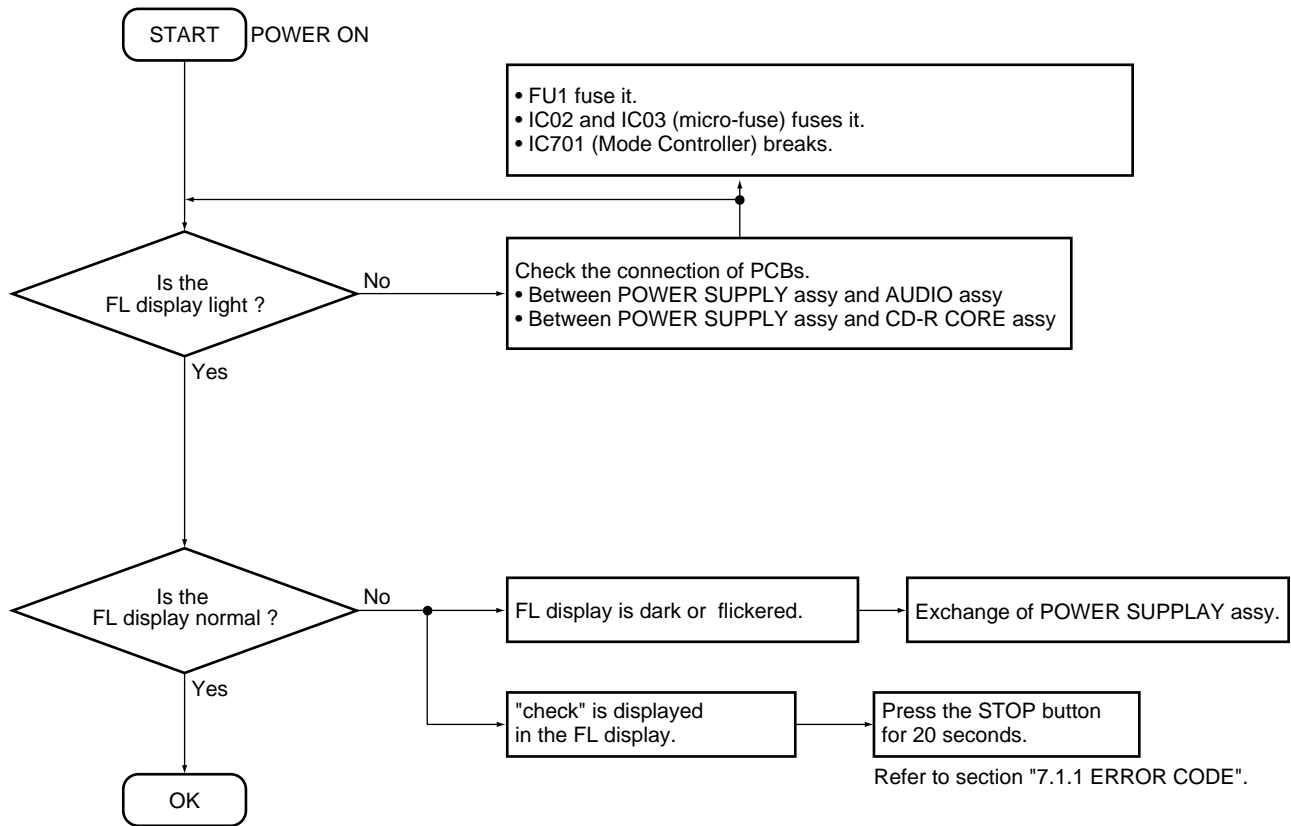 START
POWER ON
• FU1 fuse it.
• IC02 and IC03 (micro-fuse) fuses it.
• IC701 (Mode Controller) breaks.
Is the
FL display light ?
No
Check the connection of PCBs.
• Between POWER SUPPLY assy and AUDIO assy
• Between POWER SUPPLY assy and CD-R CORE assy
Yes
Is the
FL display normal ?
No
FL display is dark or flickered.
Exchange of POWER SUPPLAY assy.
Yes
"check" is displayed
in the FL display.
Press the STOP button
for 20 seconds.
Refer to section "7.1.1 ERROR CODE".
OK